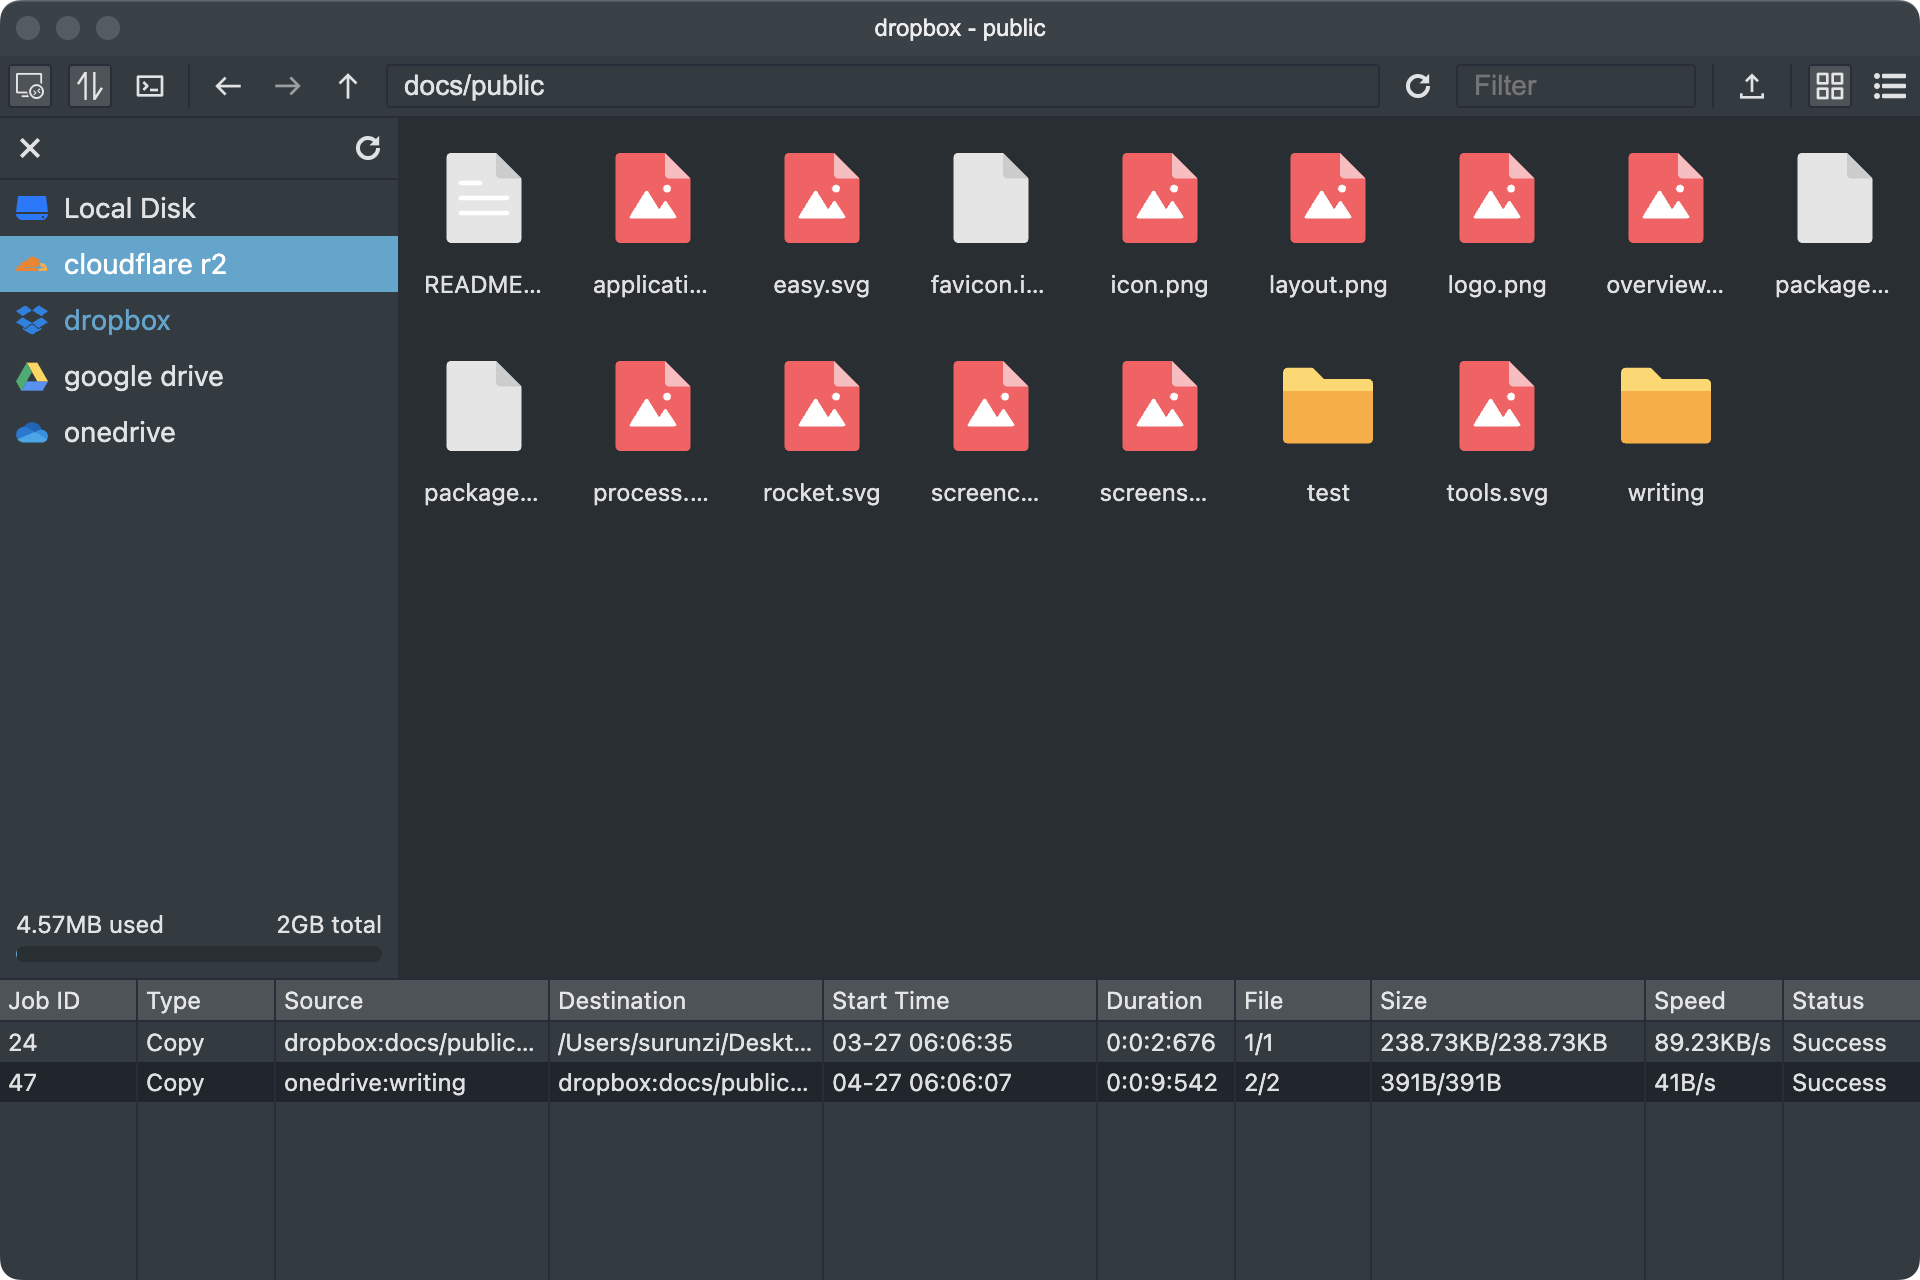 dropbox - public
docs/public
Filter
Local Disk
cloudflare r2
dropbox
google drive
onedrive
4.57MB used 2GB total
README... applicati... easy.svg favicon.i... icon.png layout.png logo.png overview... package...
package... process.... rocket.svg screenc... screens... test tools.svg writing
Job ID Type Source Destination Start Time Duration File Size Speed Status
24 Copy dropbox:docs/public... /Users/surunzi/Deskt... 03-27 06:06:35 0:0:2:676 1/1 238.73KB/238.73KB 89.23KB/s Success
47 Copy onedrive:writing dropbox:docs/public... 04-27 06:06:07 0:0:9:542 2/2 391B/391B 41B/s Success